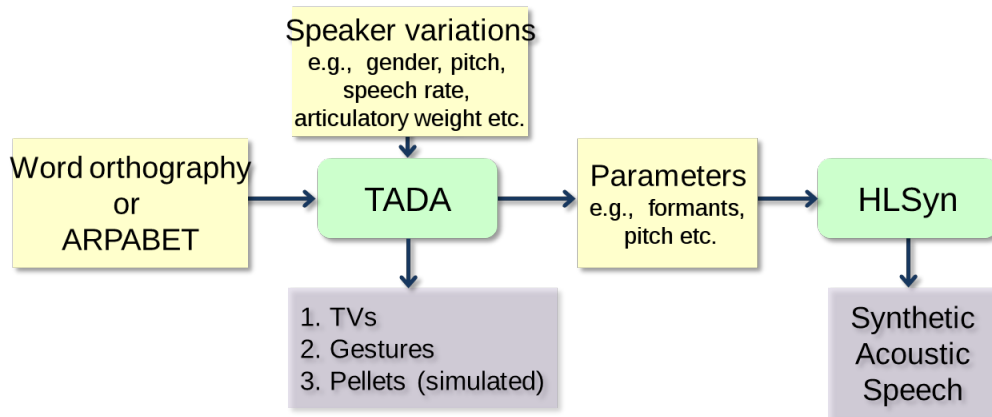 Speaker variations
e.g., gender, pitch,
speech rate,
articulatory weight etc.
Word orthography
or
ARPABET
TADA
Parameters
e.g., formants,
pitch etc.
HLSyn
1. TVs
2. Gestures
3. Pellets (simulated)
Synthetic
Acoustic
Speech